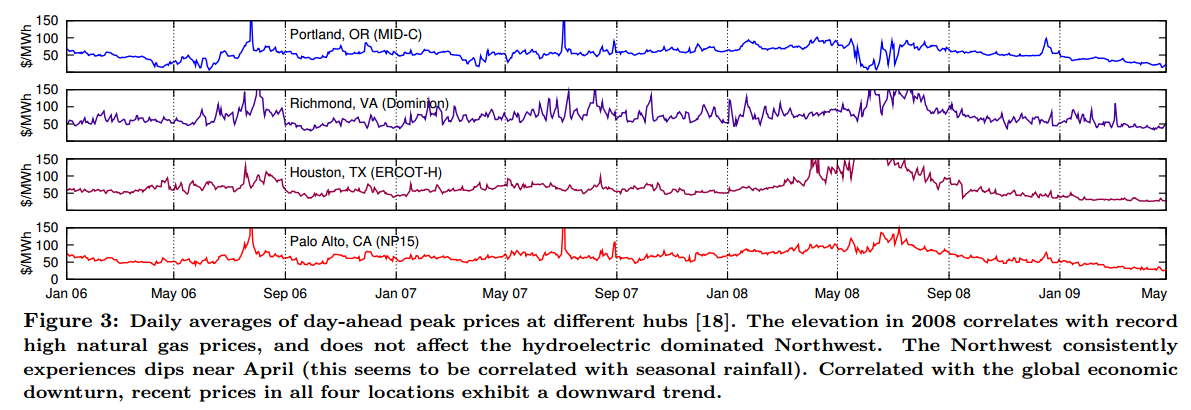 150
100
50
$/MWh
Portland, OR (MID-C)
150
100
50
$/MWh
Richmond, VA (Dominion)
150
100
50
$/MWh
Houston, TX (ERCOT-H)
150
100
50
0
$/MWh
Palo Alto, CA (NP15)
Jan 06 May 06 Sep 06 Jan 07 May 07 Sep 07 Jan 08 May 08 Sep 08 Jan 09 May
Figure 3: Daily averages of day-ahead peak prices at different hubs [18]. The elevation in 2008 correlates with record
high natural gas prices, and does not affect the hydroelectric dominated Northwest. The Northwest consistently
experiences dips near April (this seems to be correlated with seasonal rainfall). Correlated with the global economic
downturn, recent prices in all four locations exhibit a downward trend.